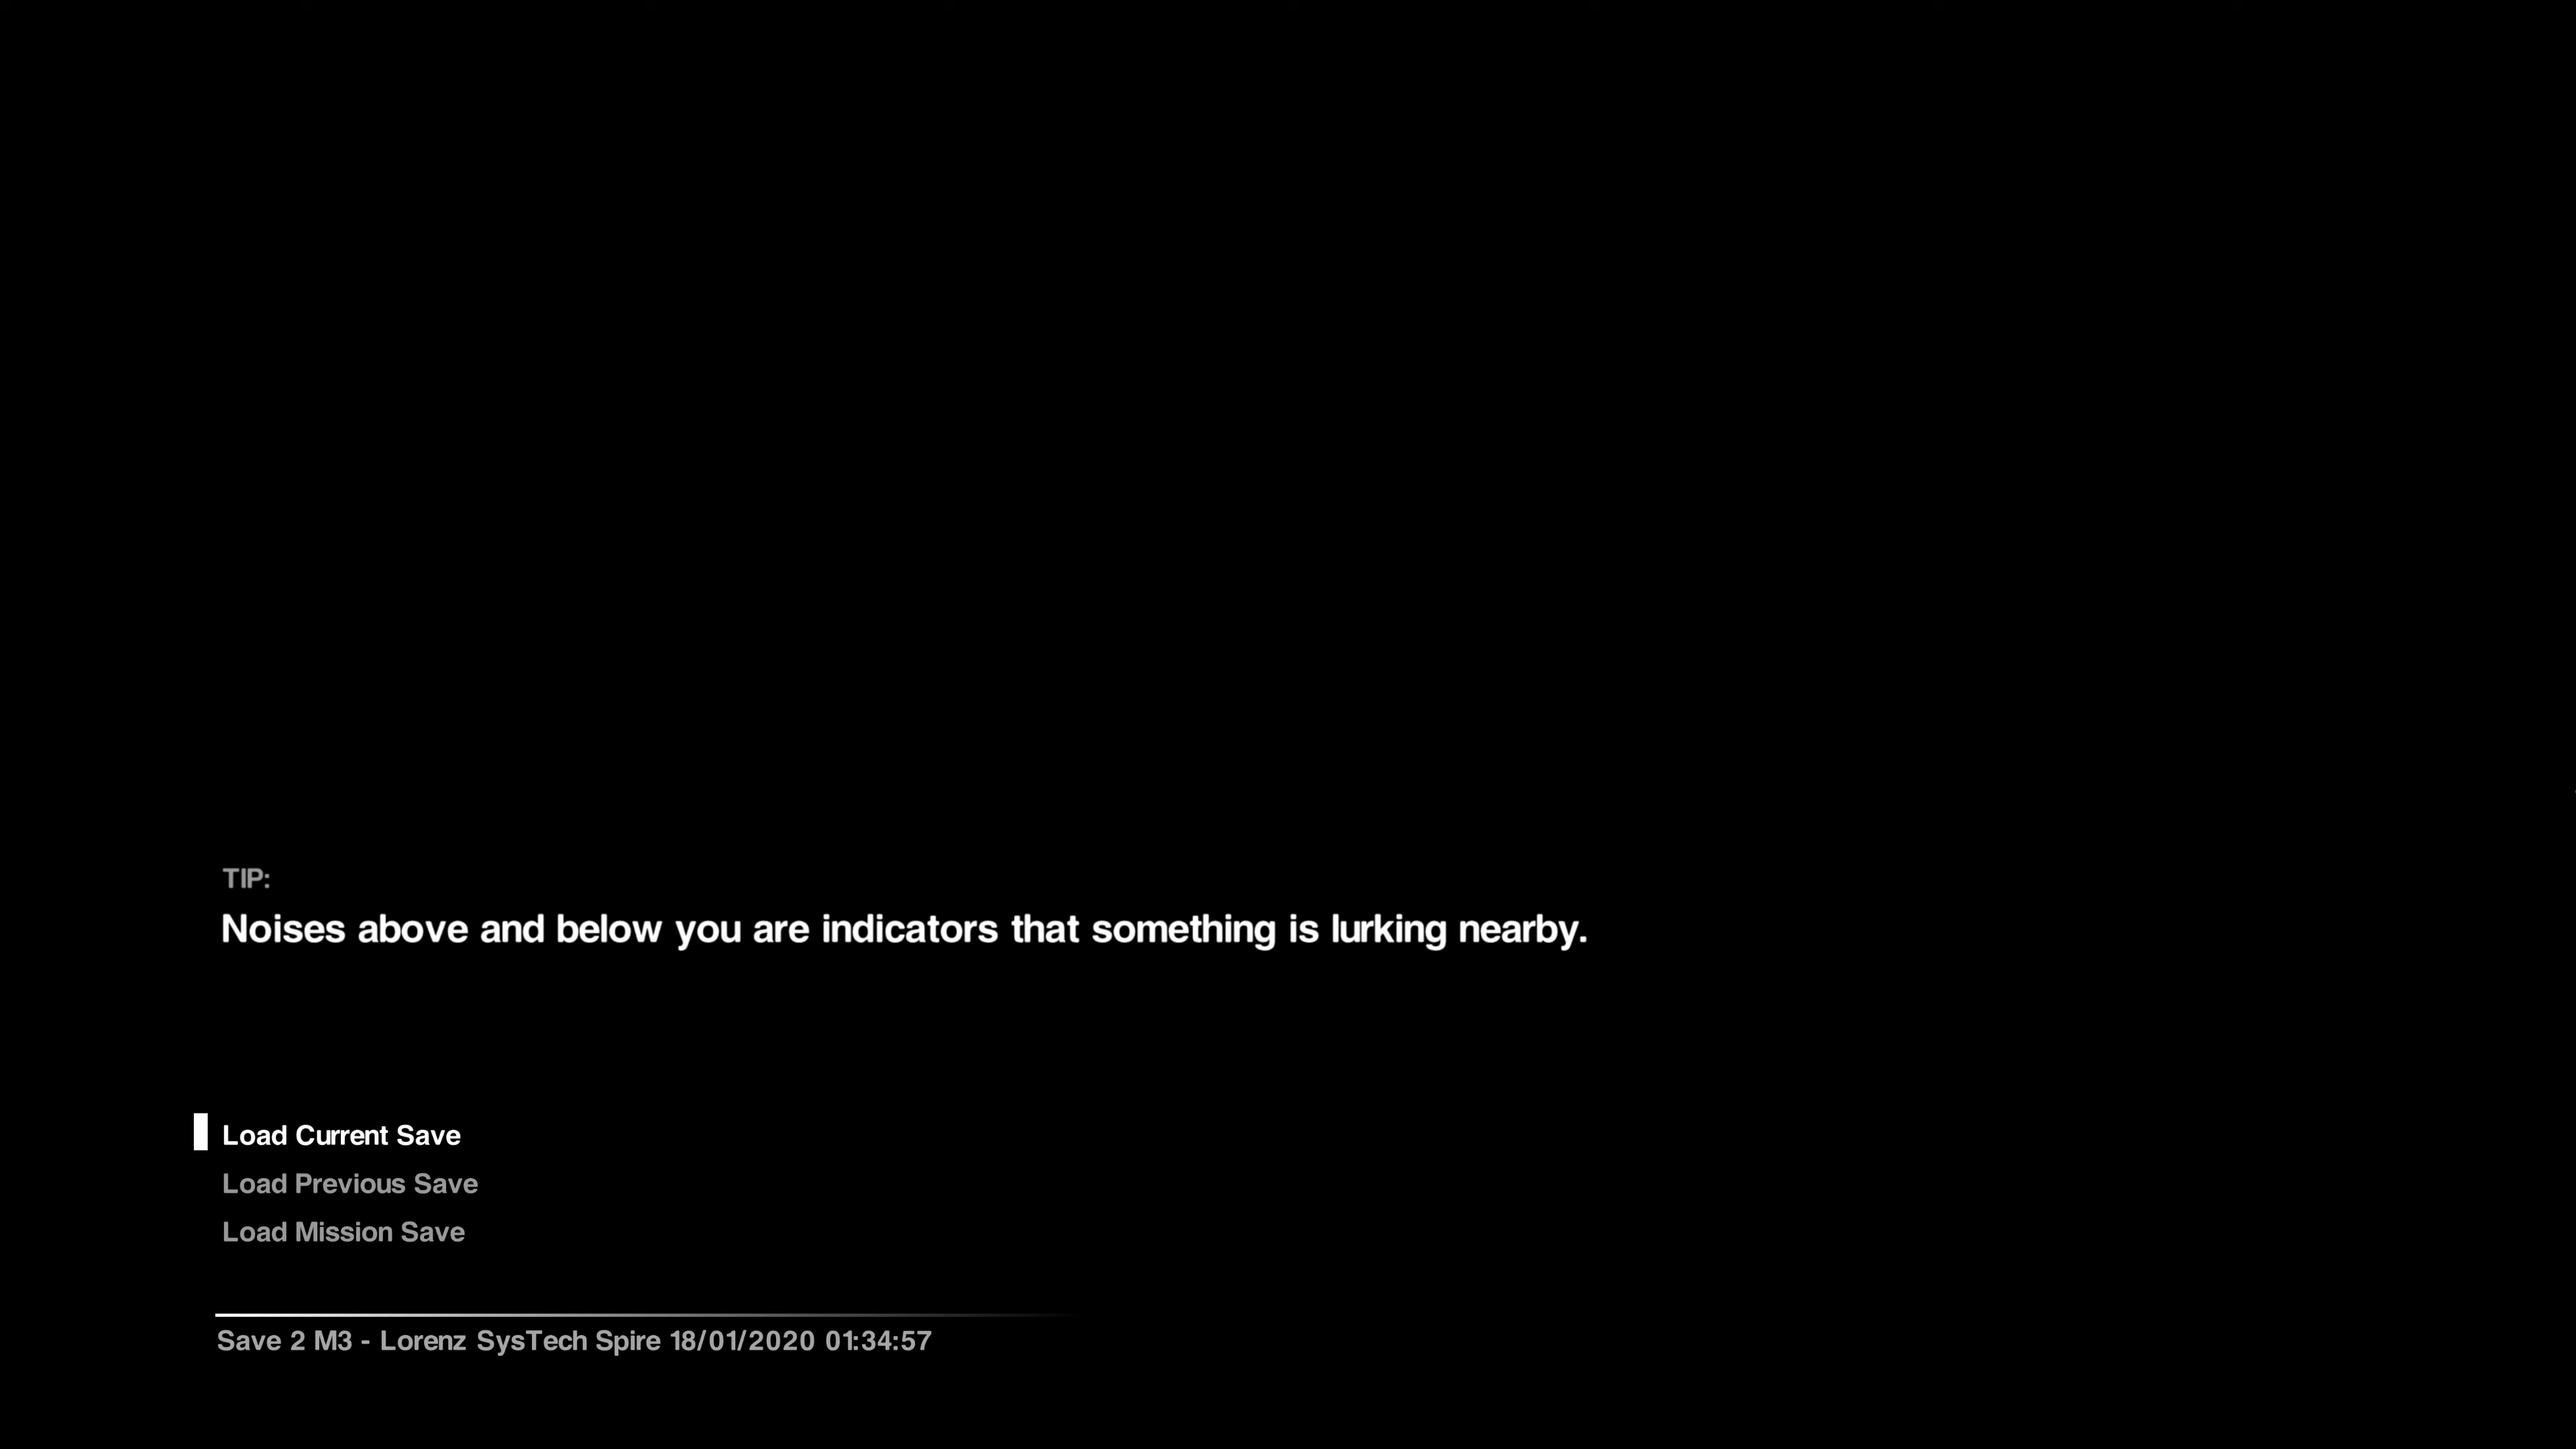 TIP:
Noises above and below you are indicators that something is lurking nearby.
Load Current Save
Load Previous Save
Load Mission Save
Save 2 M3 - Lorenz SysTech Spire 18/01/2020 01:34:57